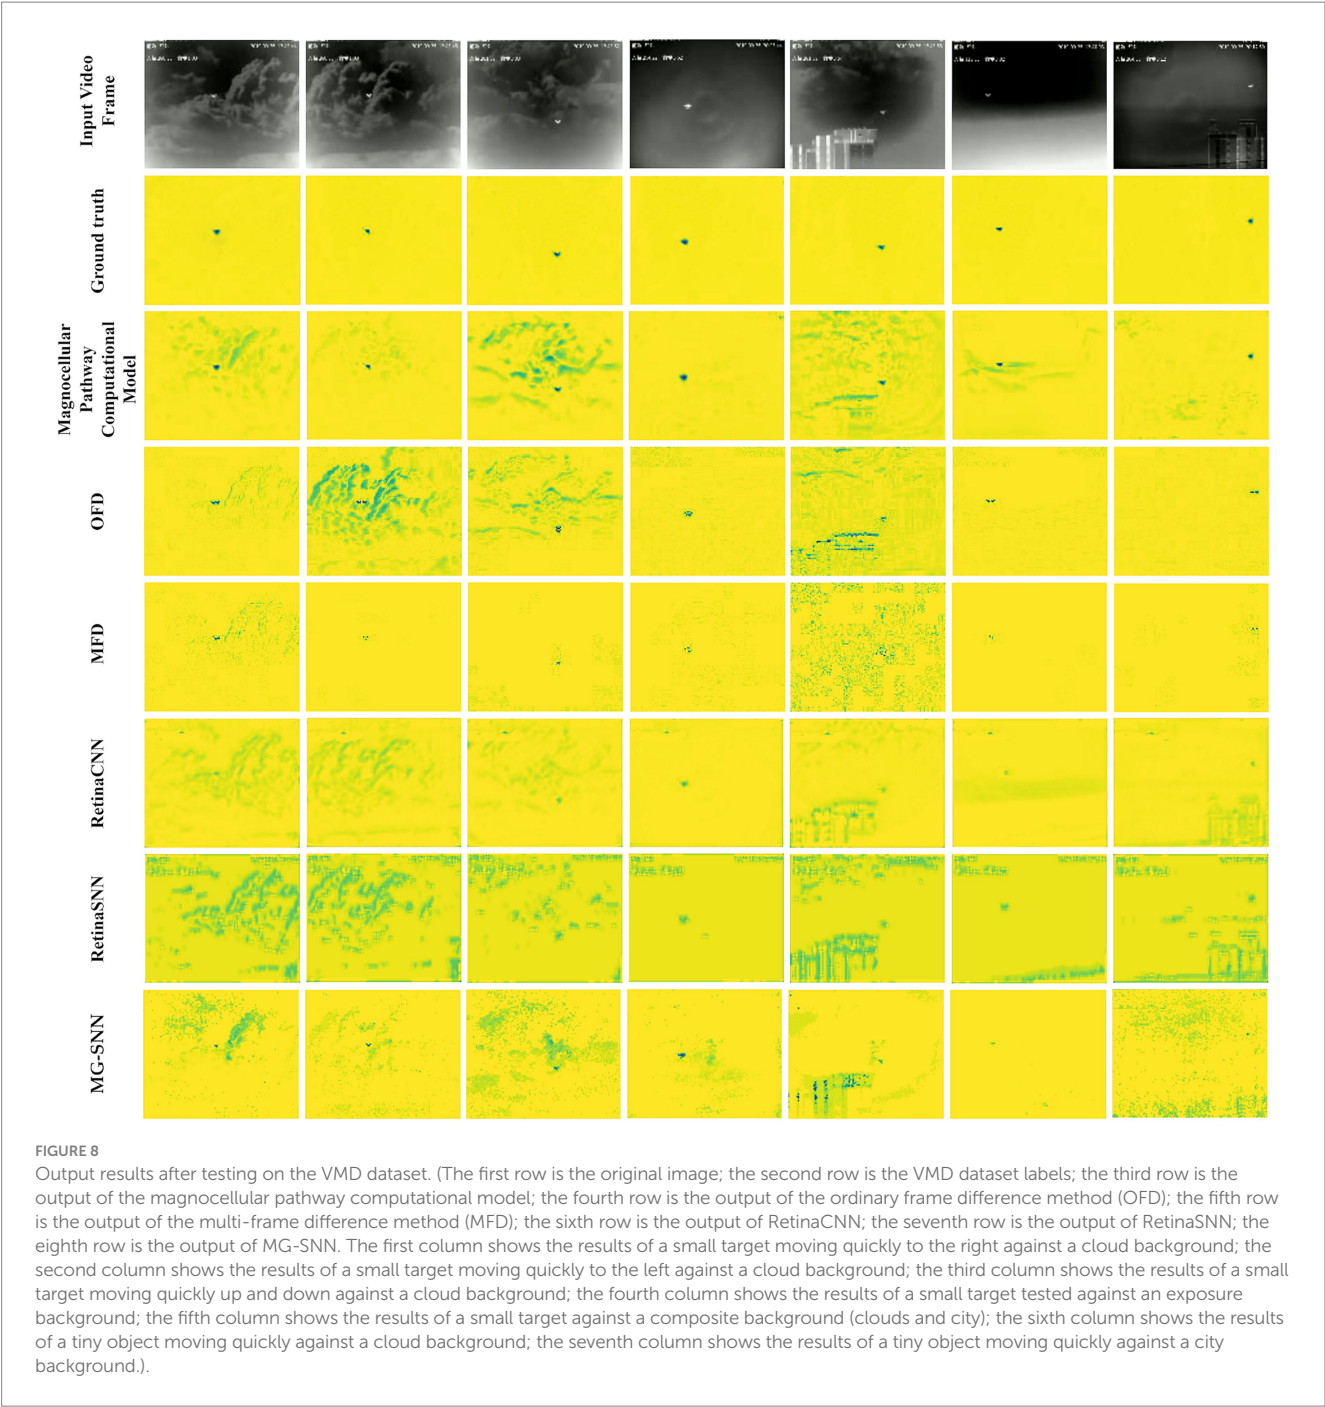 Input Video
Frame
Ground truth
Magnocellular
Pathway
Computational
Model
OFD
MFD
RetinaCNN
RetinaSNN
MG-SNN
FIGURE 8
Output results after testing on the VMD dataset. (The first row is the original image; the second row is the VMD dataset labels; the third row is the
output of the magnocellular pathway computational model; the fourth row is the output of the ordinary frame difference method (OFD); the fifth row
is the output of the multi-frame difference method (MFD); the sixth row is the output of RetinaCNN; the seventh row is the output of RetinaSNN; the
eighth row is the output of MG-SNN. The first column shows the results of a small target moving quickly to the right against a cloud background; the
second column shows the results of a small target moving quickly to the left against a cloud background; the third column shows the results of a small
target moving quickly up and down against a cloud background; the fourth column shows the results of a small target tested against an exposure
background; the fifth column shows the results of a small target against a composite background (clouds and city); the sixth column shows the results
of a tiny object moving quickly against a cloud background; the seventh column shows the results of a tiny object moving quickly against a city
background.).